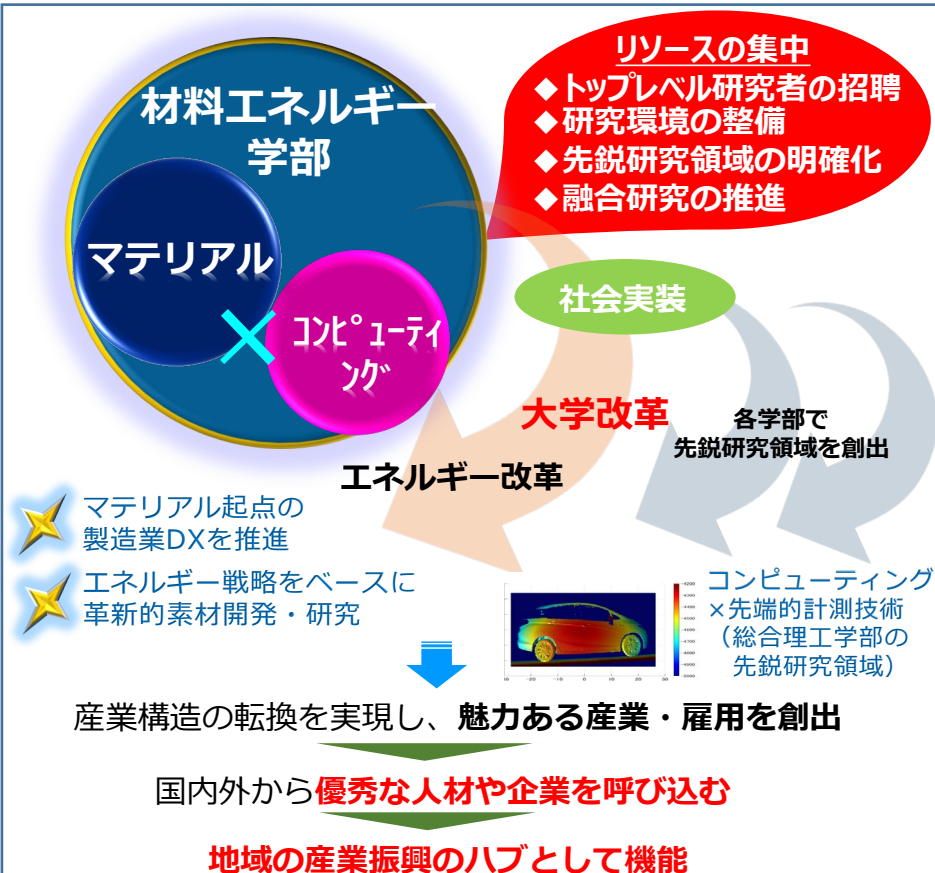 リソースの集中
◆トップレベル研究者の招聘
◆研究環境の整備
◆先鋭研究領域の明確化
◆融合研究の推進
材料エネルギー
学部
マテリアル
×
ｺﾝﾋﾟｭｰﾃｨ
ﾝｸﾞ
社会実装
大学改革
各学部で
先鋭研究領域を創出
エネルギー改革
マテリアル起点の
製造業DXを推進
エネルギー戦略をベースに
革新的素材開発・研究
コンピューティング
×先端的計測技術
（総合理工学部の
先鋭研究領域）
産業構造の転換を実現し、魅力ある産業・雇用を創出
国内外から優秀な人材や企業を呼び込む
地域の産業振興のハブとして機能